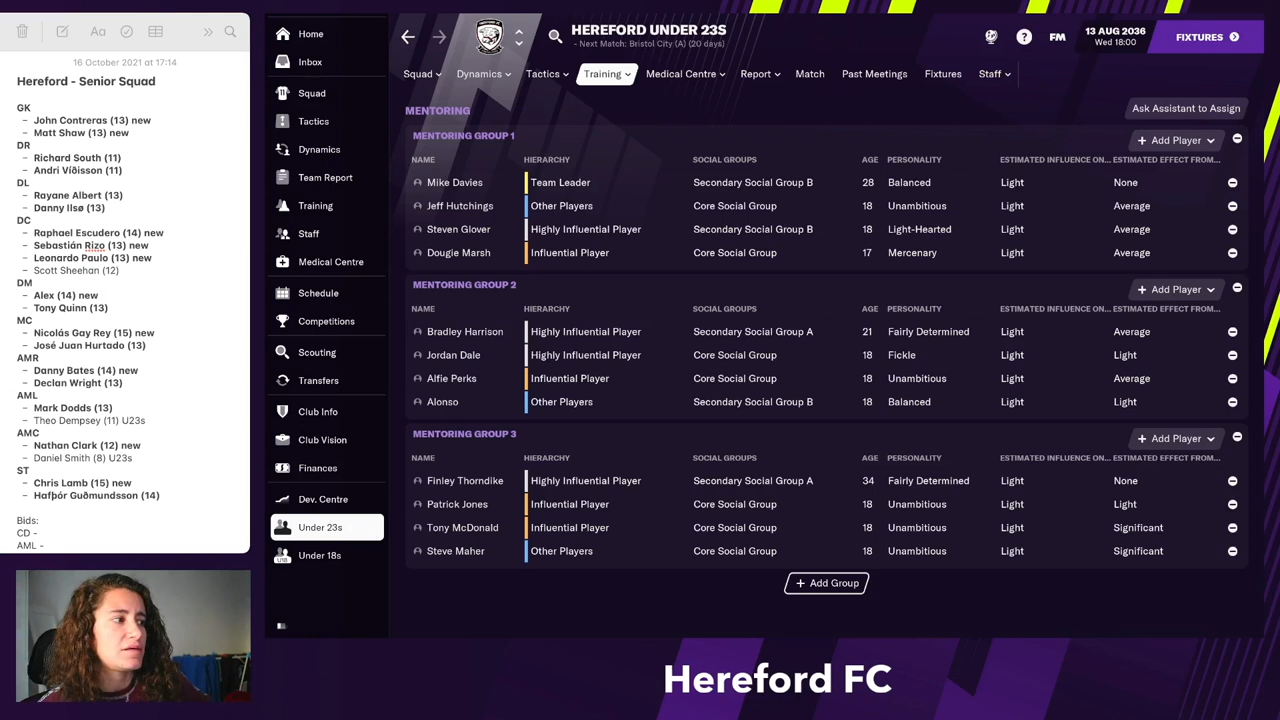 16 October 2021 at 17:14
Hereford - Senior Squad
GK
- John Contreras (13) new
- Matt Shaw (13) new
DR
- Richard South (11)
- Andri Víðisson (11)
DL
- Rayane Albert (13)
- Danny Ilsø (13)
DC
- Raphael Escudero (14) new
- Sebastián Rizo (13) new
- Leonardo Paulo (13) new
- Scott Sheehan (12)
DM
- Alex (14) new
- Tony Quinn (13)
MC
- Nicolás Gay Rey (15) new
- José Juan Hurtado (13)
AMR
- Danny Bates (14) new
- Declan Wright (13)
AML
- Mark Dodds (13)
- Theo Dempsey (11) U23s
AMC
- Nathan Clark (12) new
- Daniel Smith (8) U23s
ST
- Chris Lamb (15) new
- Hafþór Guðmundsson (14)
Bids:
CD -
AML -
Home
Inbox
Squad
Tactics
Dynamics
Team Report
Training
Staff
Medical Centre
Schedule
Competitions
Scouting
Transfers
Club Info
Club Vision
Finances
Dev. Centre
Under 23s
Under 18s
HEREFORD UNDER 23S
- Next Match: Bristol City (A) (20 days)
FM
13 AUG 2036
Wed 18:00
FIXTURES
Squad Dynamics Tactics Training Medical Centre Report Match Past Meetings Fixtures Staff
MENTORING
Ask Assistant to Assign
MENTORING GROUP 1
+ Add Player
NAME HIERARCHY SOCIAL GROUPS AGE PERSONALITY ESTIMATED INFLUENCE ON... ESTIMATED EFFECT FROM...
Mike Davies Team Leader Secondary Social Group B 28 Balanced Light None
Jeff Hutchings Other Players Core Social Group 18 Unambitious Light Average
Steven Glover Highly Influential Player Secondary Social Group B 18 Light-Hearted Light Average
Dougie Marsh Influential Player Core Social Group 17 Mercenary Light Average
MENTORING GROUP 2
+ Add Player
NAME HIERARCHY SOCIAL GROUPS AGE PERSONALITY ESTIMATED INFLUENCE ON... ESTIMATED EFFECT FROM...
Bradley Harrison Highly Influential Player Secondary Social Group A 21 Fairly Determined Light Average
Jordan Dale Highly Influential Player Core Social Group 18 Fickle Light Light
Alfie Perks Influential Player Core Social Group 18 Unambitious Light Average
Alonso Other Players Secondary Social Group B 18 Balanced Light Light
MENTORING GROUP 3
+ Add Player
NAME HIERARCHY SOCIAL GROUPS AGE PERSONALITY ESTIMATED INFLUENCE ON... ESTIMATED EFFECT FROM...
Finley Thorndike Highly Influential Player Secondary Social Group A 34 Fairly Determined Light None
Patrick Jones Influential Player Core Social Group 18 Unambitious Light Light
Tony McDonald Influential Player Core Social Group 18 Unambitious Light Significant
Steve Maher Other Players Core Social Group 18 Unambitious Light Significant
+ Add Group
Hereford FC